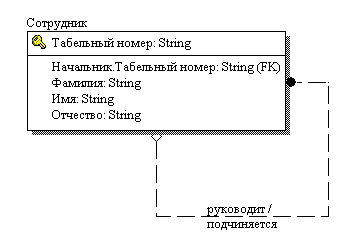 Сотрудник
Табельный номер: String
Начальник.Табельный номер: String (FK)
Фамилия: String
Имя: String
Отчество: String
руководит /
подчиняется